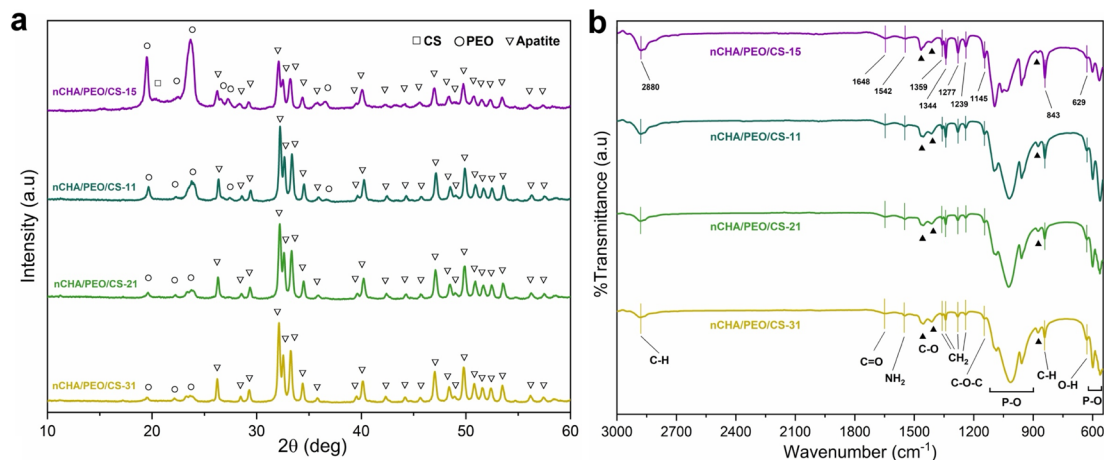 a
□ CS ○ PEO ▽ Apatite
nCHA/PEO/CS-15
nCHA/PEO/CS-11
nCHA/PEO/CS-21
nCHA/PEO/CS-31
Intensity (a.u)
10 20 30 40 50 60
2θ (deg)
b
nCHA/PEO/CS-15
2880
1648
1542
1359
1344
1277
1239
1145
843
629
nCHA/PEO/CS-11
nCHA/PEO/CS-21
nCHA/PEO/CS-31
C-H
C=O
NH₂
C-O
CH₂
C-O-C
C-H
O-H
P-O
P-O
%Transmittance (a.u)
3000 2700 2400 2100 1800 1500 1200 900 600
Wavenumber (cm⁻¹)